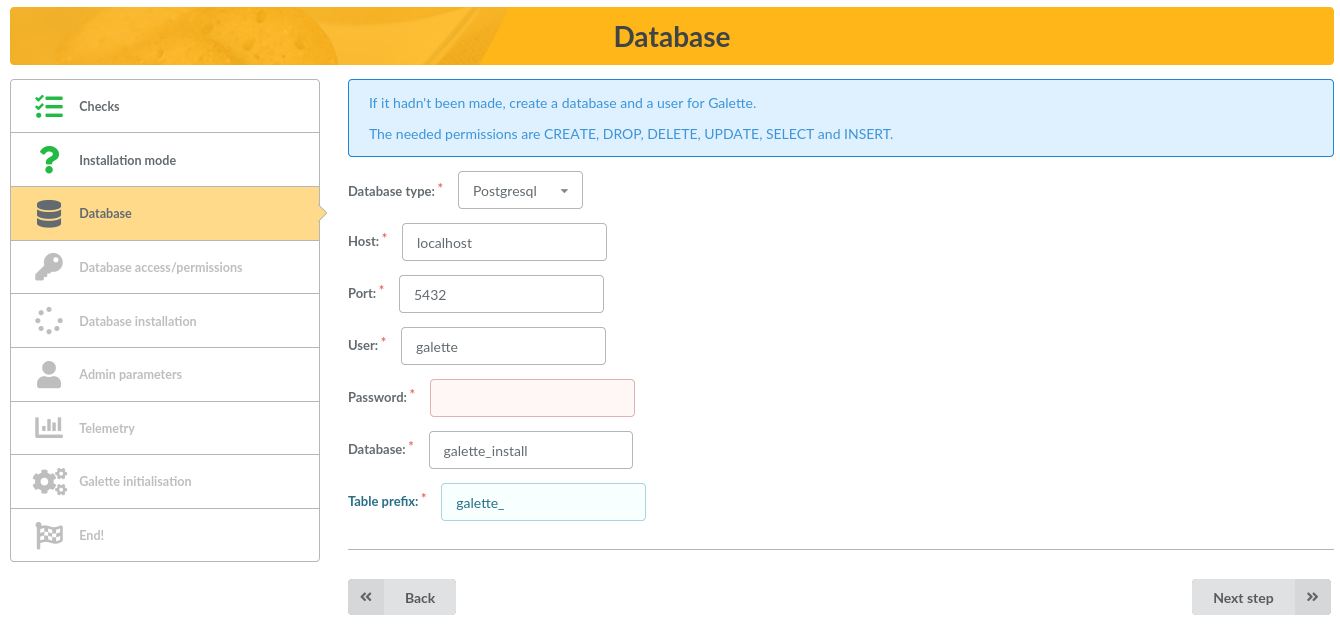 Database
Checks
Installation mode
Database
Database access/permissions
Database installation
Admin parameters
Telemetry
Galette initialisation
End!
If it hadn't been made, create a database and a user for Galette.
The needed permissions are CREATE, DROP, DELETE, UPDATE, SELECT and INSERT.
Database type: * Postgresql
Host: * localhost
Port: * 5432
User: * galette
Password: *
Database: * galette_install
Table prefix: * galette_
Back
Next step